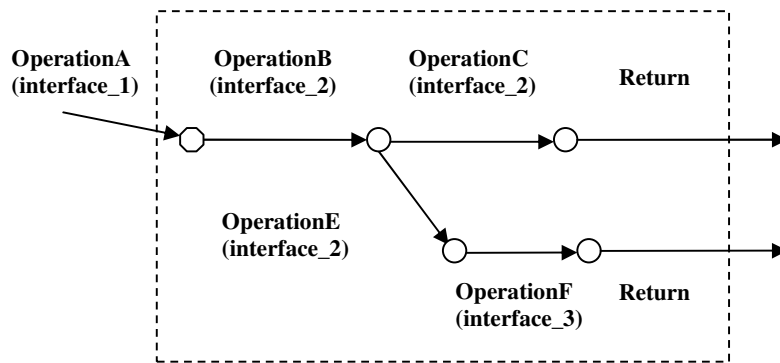 OperationA
(interface_1)
OperationB
(interface_2)
OperationC
(interface_2)
Return
OperationE
(interface_2)
OperationF
(interface_3)
Return